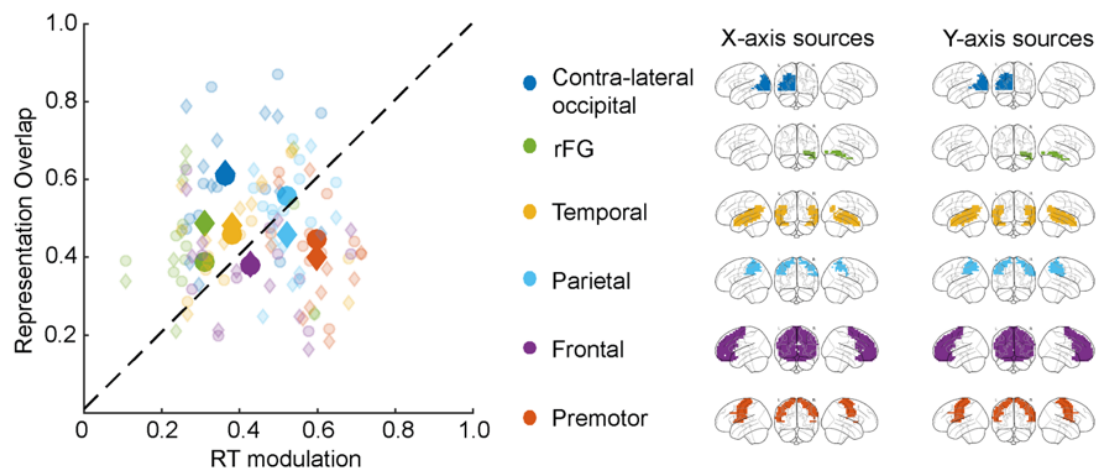 1.0
0.8
0.6
0.4
0.2
0
0.2
0.4
0.6
0.8
1.0
Representation Overlap
RT modulation
Contra-lateral
occipital
rFG
Temporal
Parietal
Frontal
Premotor
X-axis sources
Y-axis sources